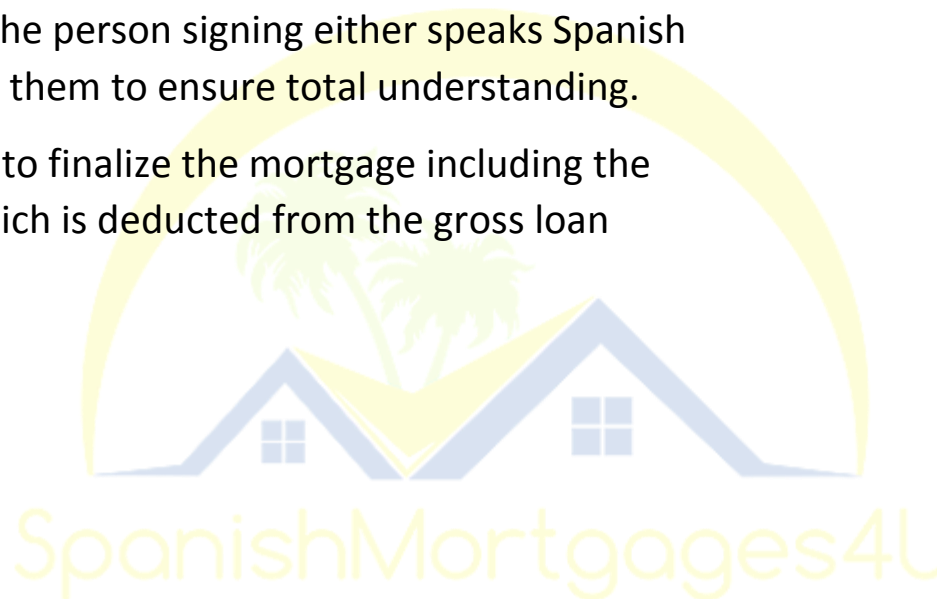 he person signing either speaks Spanish
them to ensure total understanding.
to finalize the mortgage including the
ich is deducted from the gross loan
SpanishMortgages4U